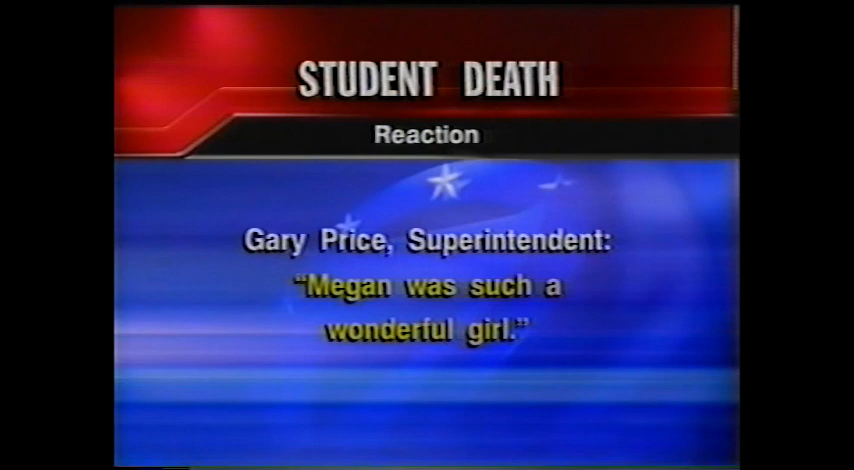 STUDENT DEATH
Reaction
Gary Price, Superintendent:
“Megan was such a
wonderful girl.”